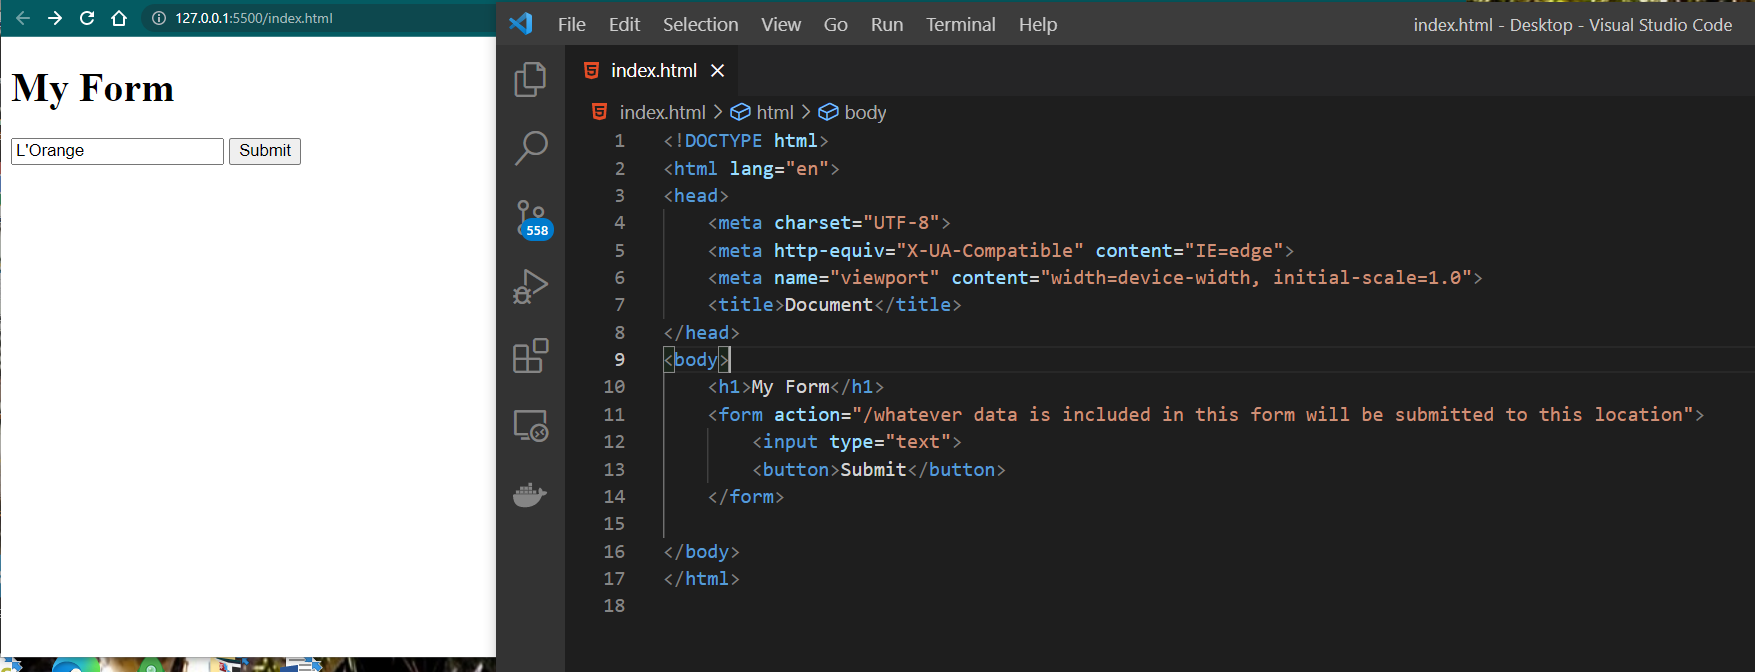 127.0.0.1:5500/index.html
My Form
L'Orange
Submit
File Edit Selection View Go Run Terminal Help
index.html - Desktop - Visual Studio Code
index.html
index.html > html > body
558
1 <!DOCTYPE html>
2 <html lang="en">
3 <head>
4 <meta charset="UTF-8">
5 <meta http-equiv="X-UA-Compatible" content="IE=edge">
6 <meta name="viewport" content="width=device-width, initial-scale=1.0">
7 <title>Document</title>
8 </head>
9 <body>
10 <h1>My Form</h1>
11 <form action="/whatever data is included in this form will be submitted to this location">
12 <input type="text">
13 <button>Submit</button>
14 </form>
15
16 </body>
17 </html>
18